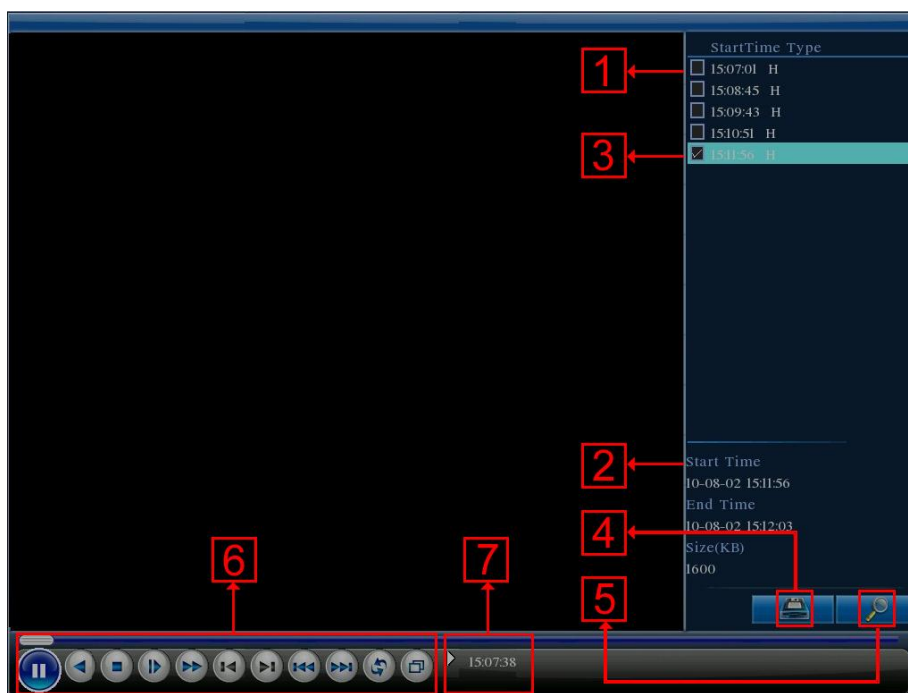 StartTime Type
1
15:07:01 H
15:08:45 H
15:09:43 H
15:10:51 H
3
15:11:56 H
2
Start Time
10-08-02 15:11:56
End Time
4
10-08-02 15:12:03
Size(KB)
6
7
5
1600
15:07:38